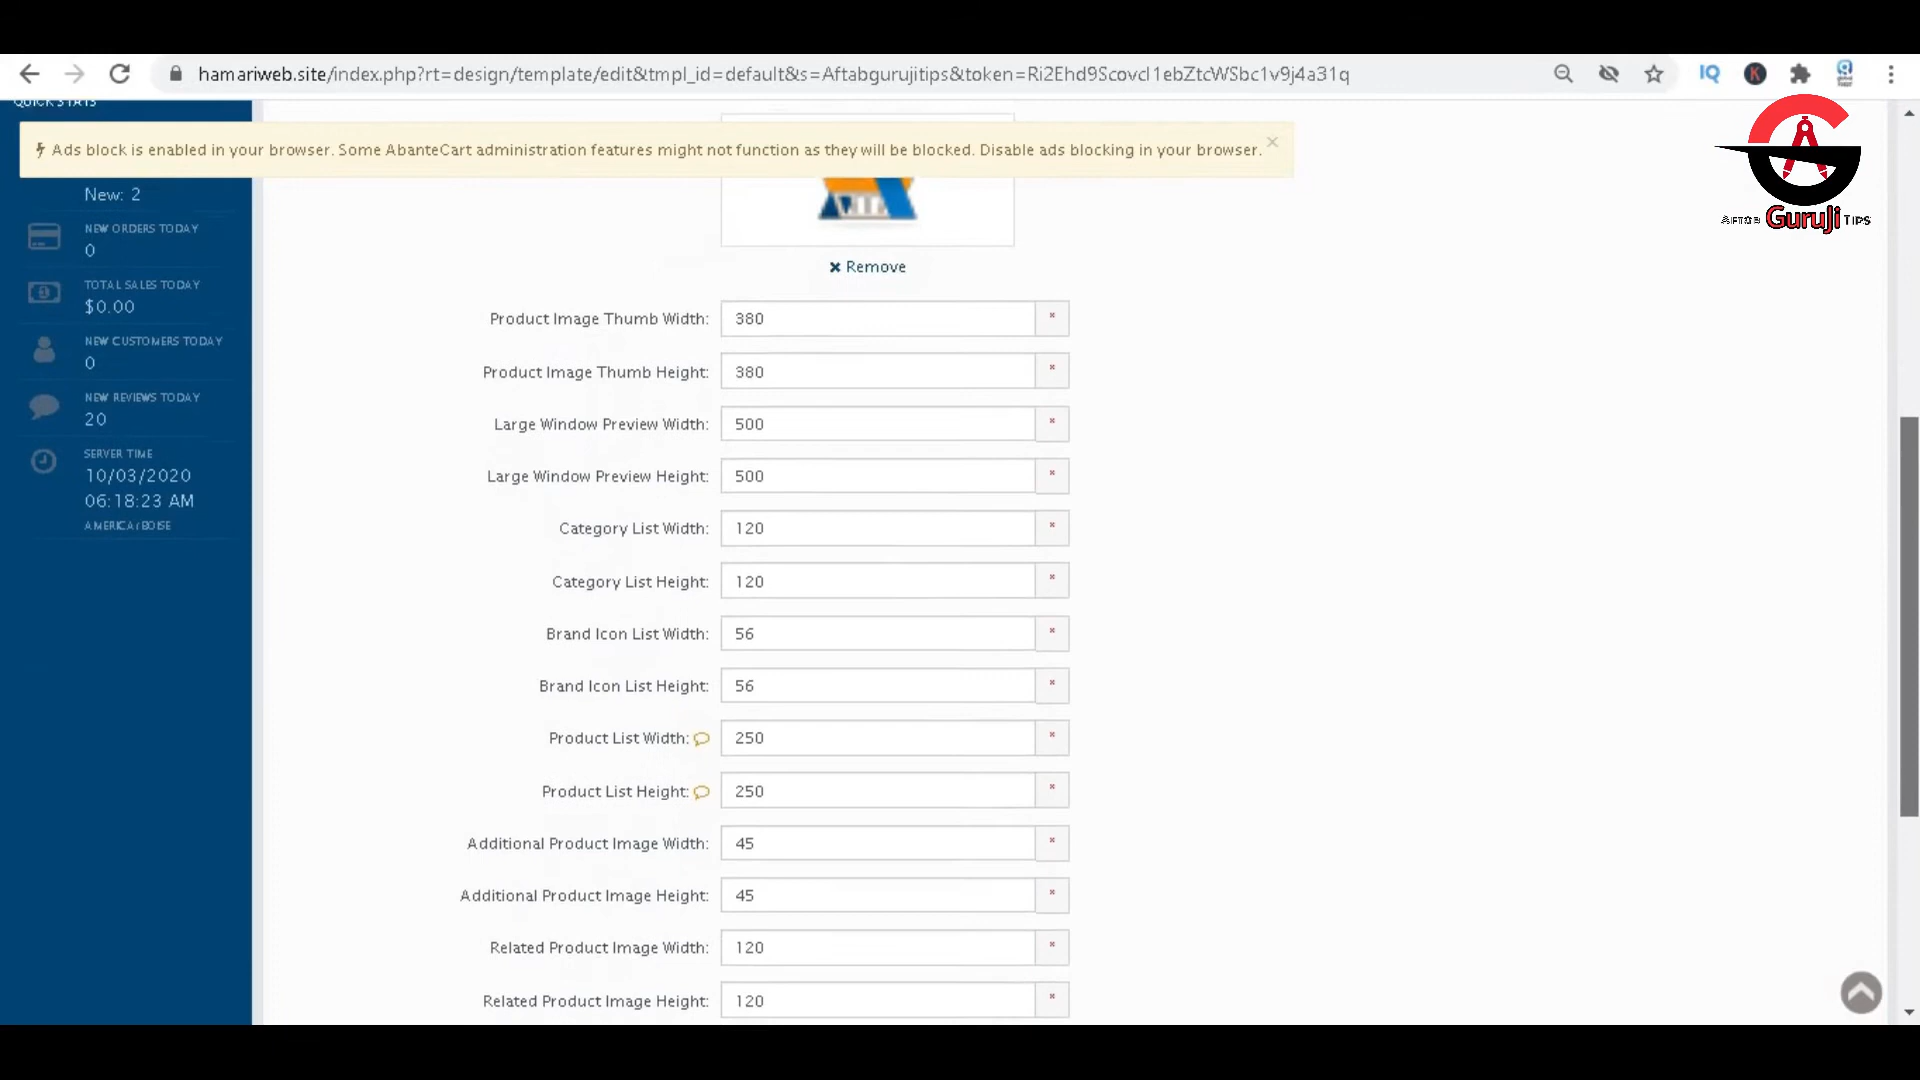 hamariweb.site/index.php?rt=design/template/edit&tmpl_id=default&s=Aftabgurujitips&token=Ri2Ehd9Scovcl1ebZtcWSbc1v9j4a31q
IQ
K
QUICK STATS
Ads block is enabled in your browser. Some AbanteCart administration features might not function as they will be blocked. Disable ads blocking in your browser. ×
AFTAB GuruJi TIPS
New: 2
NEW ORDERS TODAY
0
TOTAL SALES TODAY
$0.00
NEW CUSTOMERS TODAY
0
NEW REVIEWS TODAY
20
SERVER TIME
10/03/2020
06:18:23 AM
AMERICA/BOISE
Remove
Product Image Thumb Width: 380 *
Product Image Thumb Height: 380 *
Large Window Preview Width: 500 *
Large Window Preview Height: 500 *
Category List Width: 120 *
Category List Height: 120 *
Brand Icon List Width: 56 *
Brand Icon List Height: 56 *
Product List Width: 250 *
Product List Height: 250 *
Additional Product Image Width: 45 *
Additional Product Image Height: 45 *
Related Product Image Width: 120 *
Related Product Image Height: 120 *